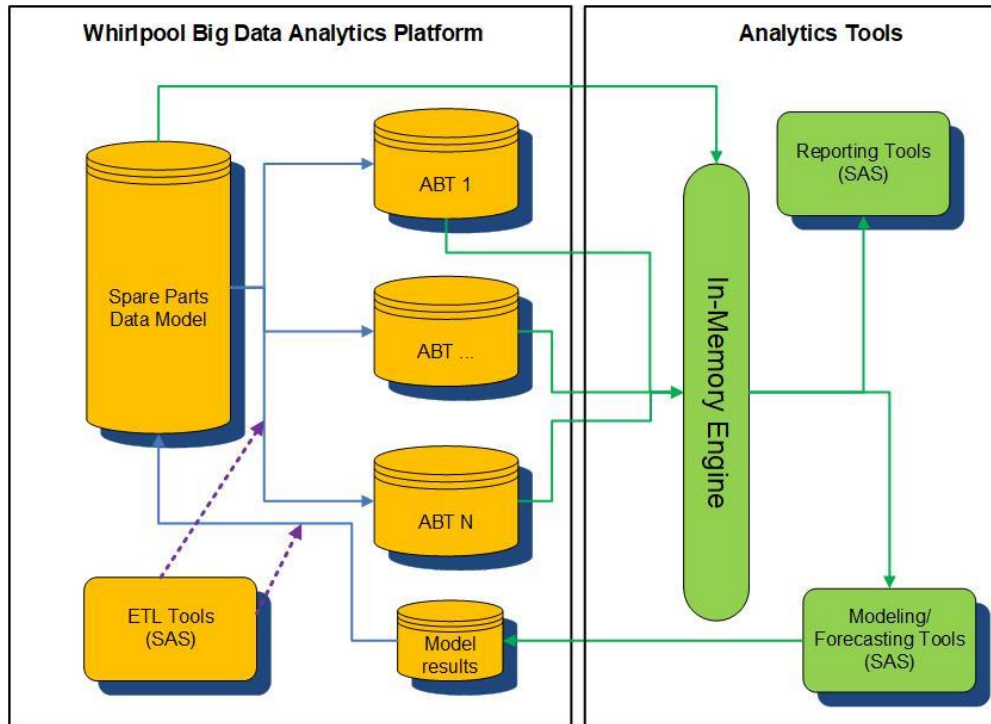 Whirlpool Big Data Analytics Platform
Analytics Tools
ABT 1
Reporting Tools
(SAS)
Spare Parts
Data Model
ABT ...
In-Memory Engine
ABT N
ETL Tools
(SAS)
Model
results
Modeling/
Forecasting Tools
(SAS)